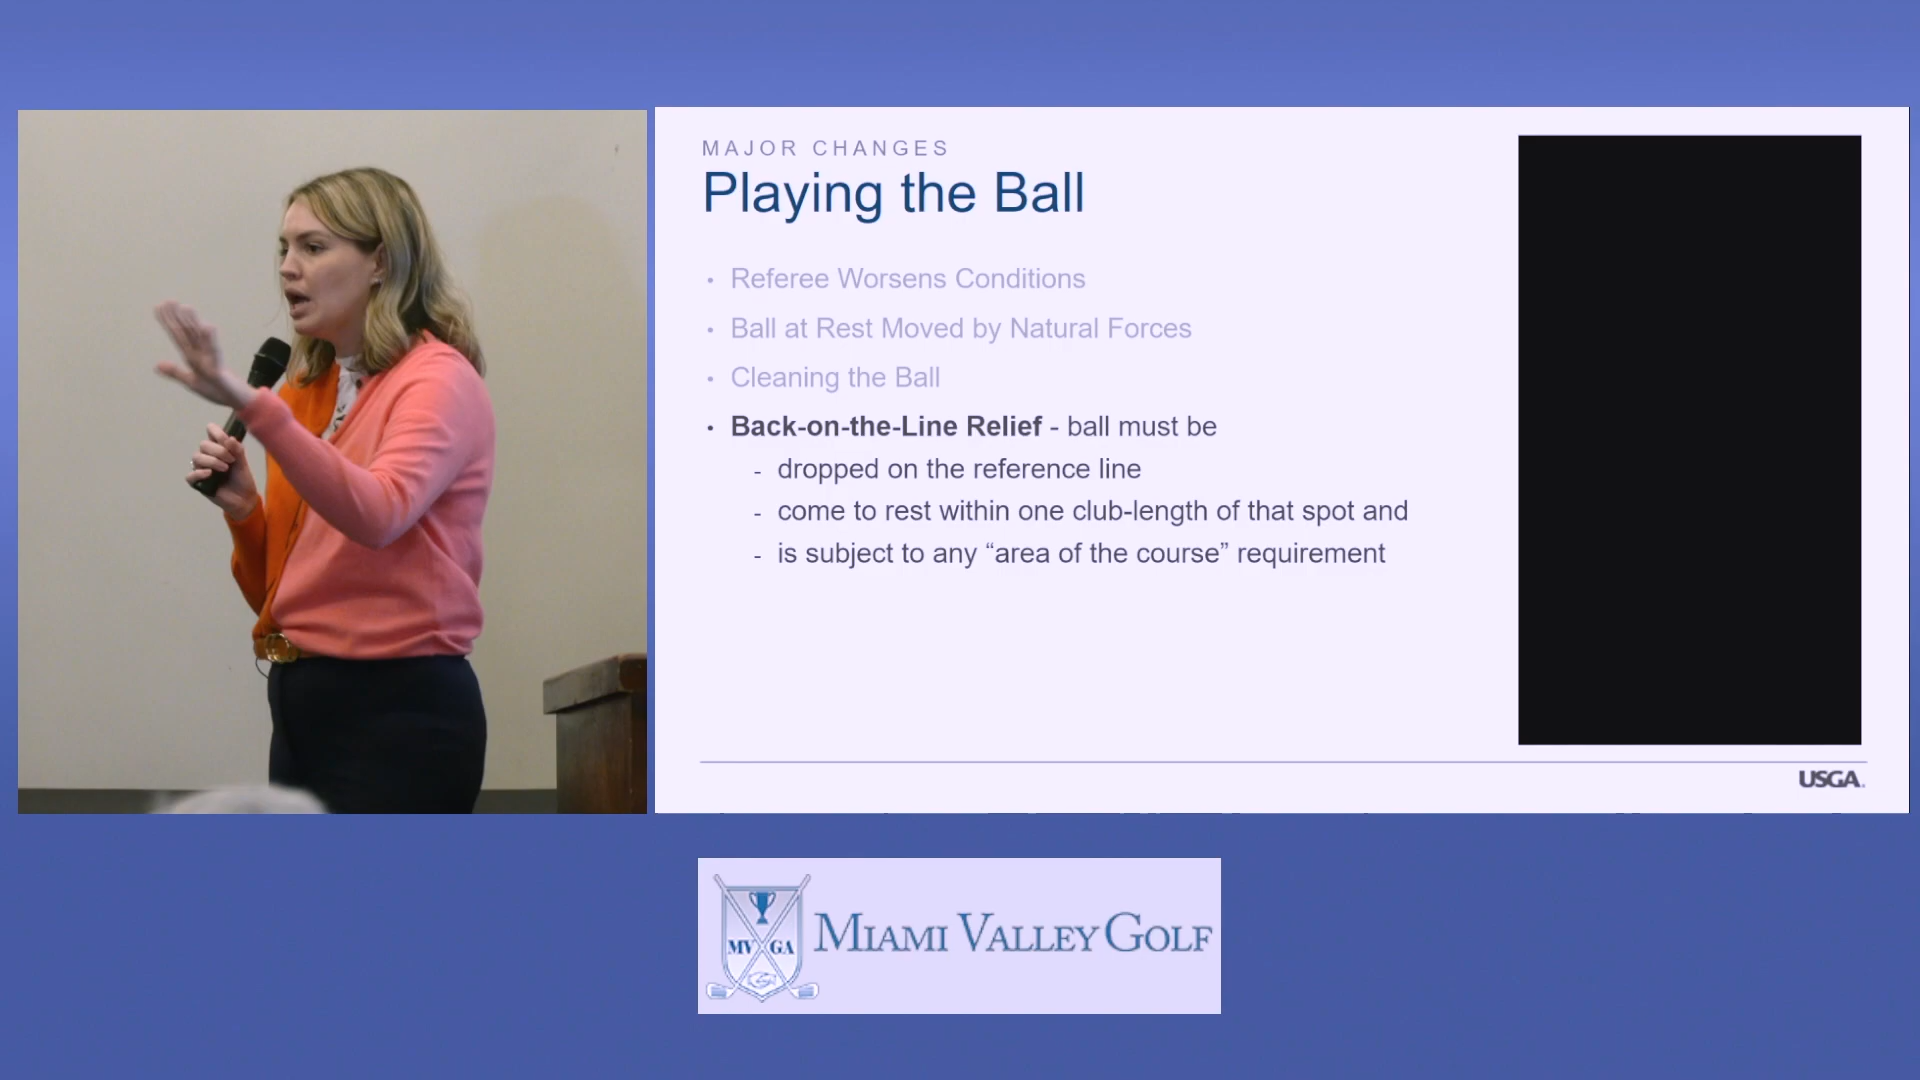 MAJOR CHANGES
Playing the Ball
• Referee Worsens Conditions
• Ball at Rest Moved by Natural Forces
• Cleaning the Ball
• Back-on-the-Line Relief - ball must be
- dropped on the reference line
- come to rest within one club-length of that spot and
- is subject to any “area of the course” requirement
USGA.
MV GA
MIAMI VALLEY GOLF